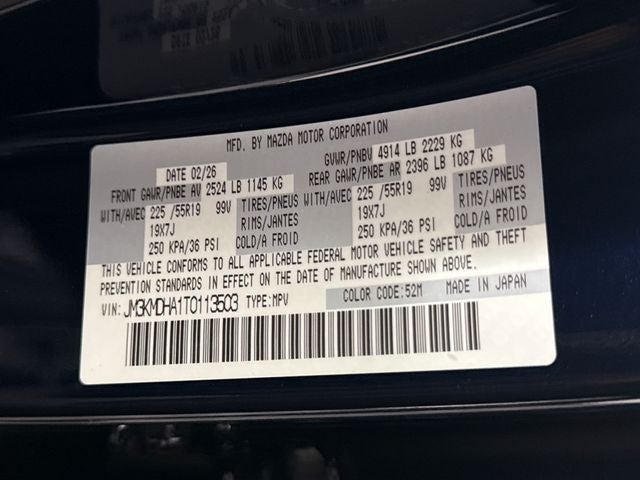 MFD. BY MAZDA MOTOR CORPORATION
DATE 02/26 GVWR/PNBV 4914 LB 2229 KG
FRONT GAWR/PNBE AV 2524 LB 1145 KG REAR GAWR/PNBE AR 2396 LB 1087 KG
WITH/AVEC 225 /55R19 99V TIRES/PNEUS WITH/AVEC 225 /55R19 99V TIRES/PNEUS
19X7J RIMS/JANTES 19X7J RIMS/JANTES
250 KPA/36 PSI COLD/A FROID 250 KPA/36 PSI COLD/A FROID
THIS VEHICLE CONFORMS TO ALL APPLICABLE FEDERAL MOTOR VEHICLE SAFETY AND THEFT
PREVENTION STANDARDS IN EFFECT ON THE DATE OF MANUFACTURE SHOWN ABOVE.
VIN: JM3KMDHA1T0113503 TYPE:MPV COLOR CODE:52M MADE IN JAPAN